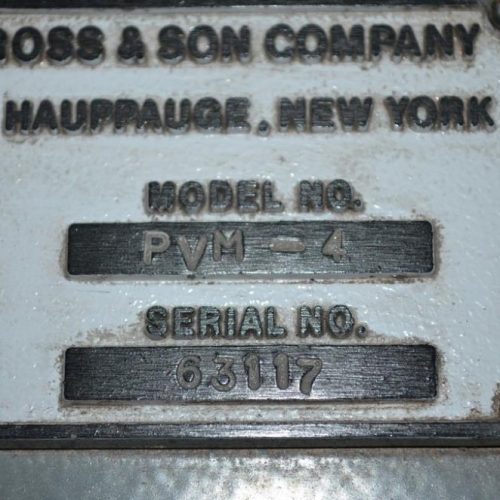 ROSS & SON COMPANY
HAUPPAUGE, NEW YORK
MODEL NO.
PVM - 4
SERIAL NO.
63117